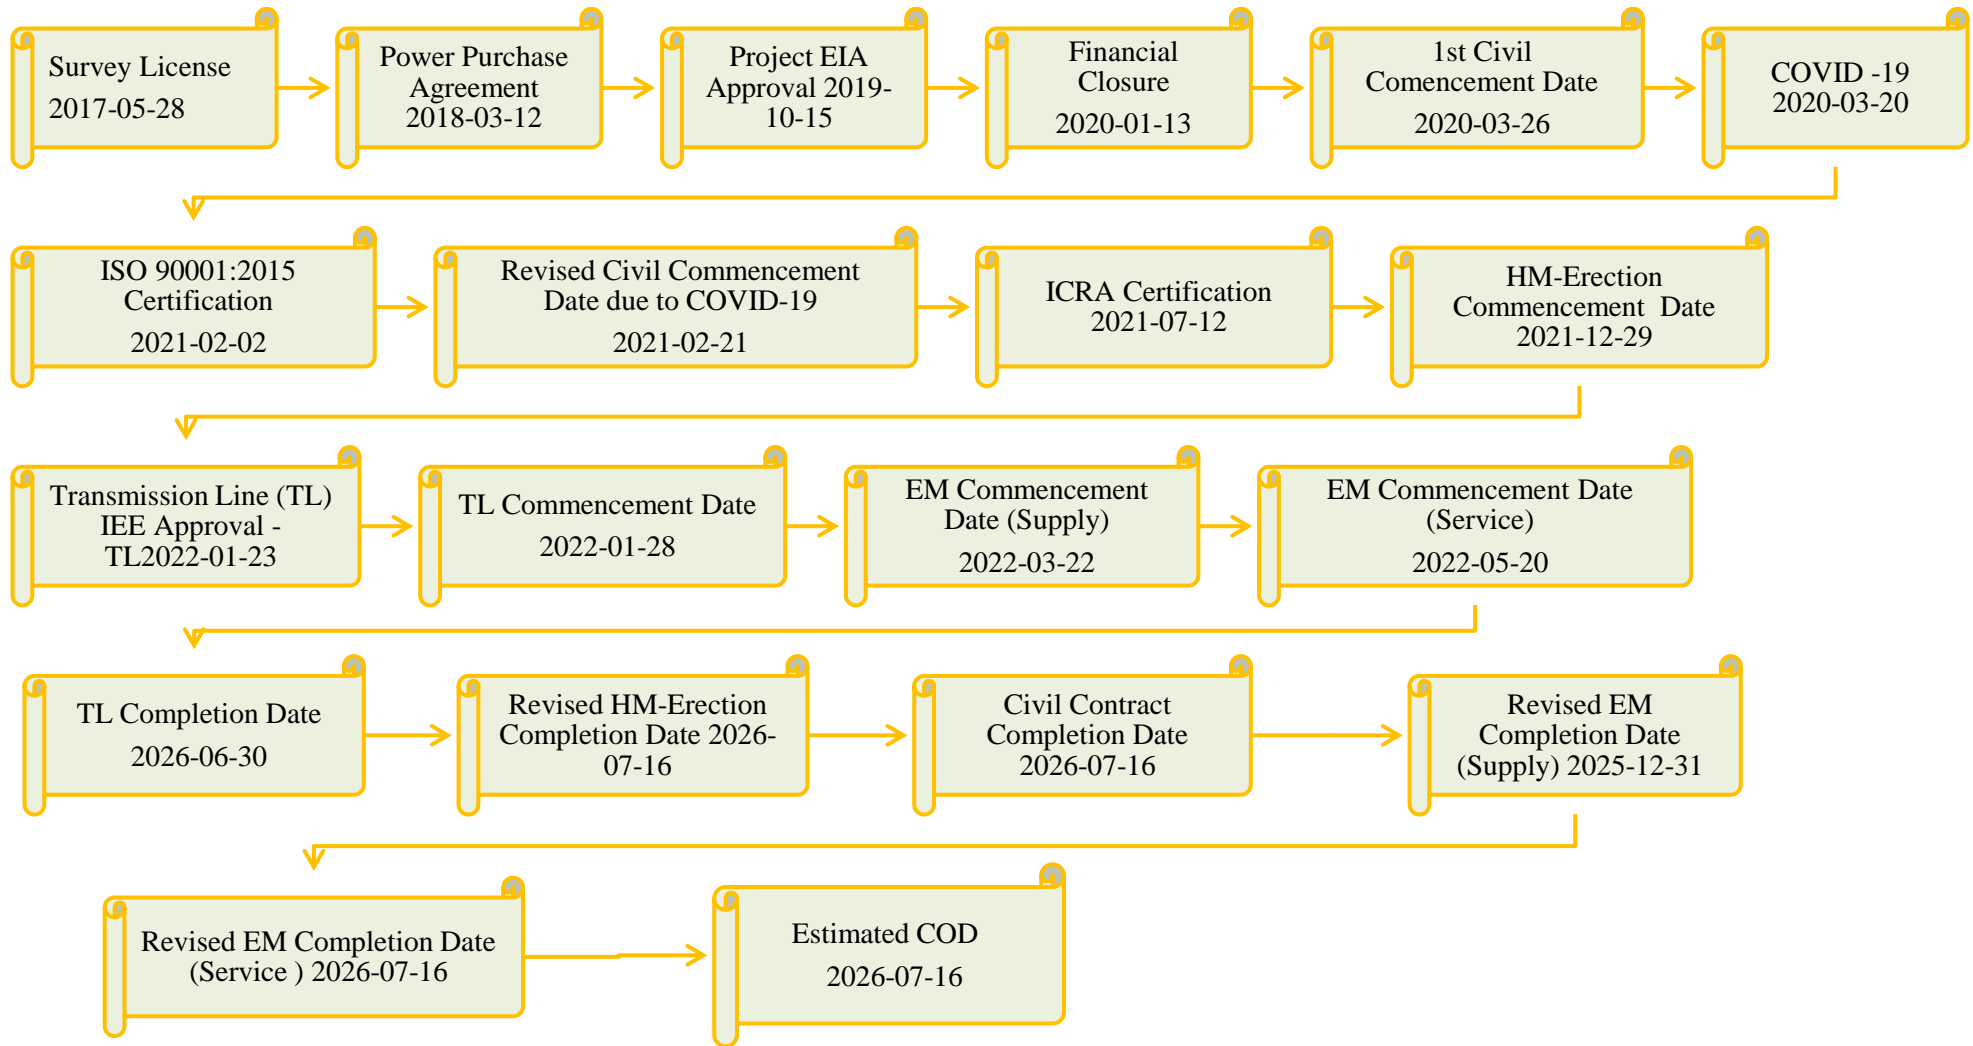 Survey License
2017-05-28
Power Purchase
Agreement
2018-03-12
Project EIA
Approval 2019-
10-15
Financial
Closure
2020-01-13
1st Civil
Comencement Date
2020-03-26
COVID -19
2020-03-20
ISO 90001:2015
Certification
2021-02-02
Revised Civil Commencement
Date due to COVID-19
2021-02-21
ICRA Certification
2021-07-12
HM-Erection
Commencement Date
2021-12-29
Transmission Line (TL)
IEE Approval -
TL2022-01-23
TL Commencement Date
2022-01-28
EM Commencement
Date (Supply)
2022-03-22
EM Commencement Date
(Service)
2022-05-20
TL Completion Date
2026-06-30
Revised HM-Erection
Completion Date 2026-
07-16
Civil Contract
Completion Date
2026-07-16
Revised EM
Completion Date
(Supply) 2025-12-31
Revised EM Completion Date
(Service ) 2026-07-16
Estimated COD
2026-07-16